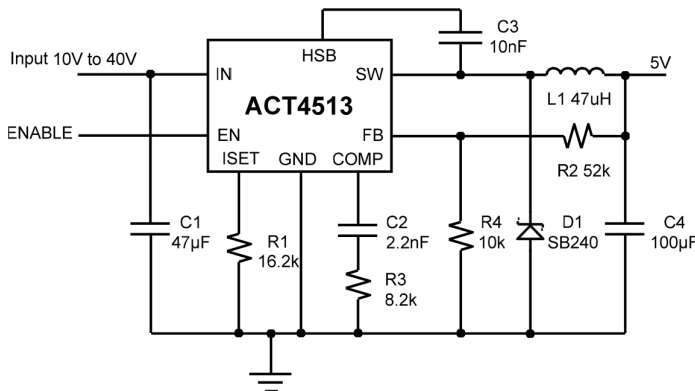 C3
10nF
HSB
Input 10V to 40V
IN
SW
5V
L1 47uH
ACT4513
ENABLE
EN
FB
ISET
GND
COMP
R2 52k
C1
47µF
R1
16.2k
C2
2.2nF
R3
8.2k
R4
10k
D1
SB240
C4
100µF